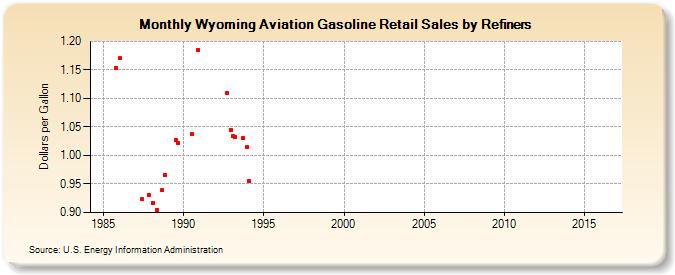 Monthly Wyoming Aviation Gasoline Retail Sales by Refiners
Dollars per Gallon
1.20
1.15
1.10
1.05
1.00
0.95
0.90
1985 1990 1995 2000 2005 2010 2015
Source: U.S. Energy Information Administration